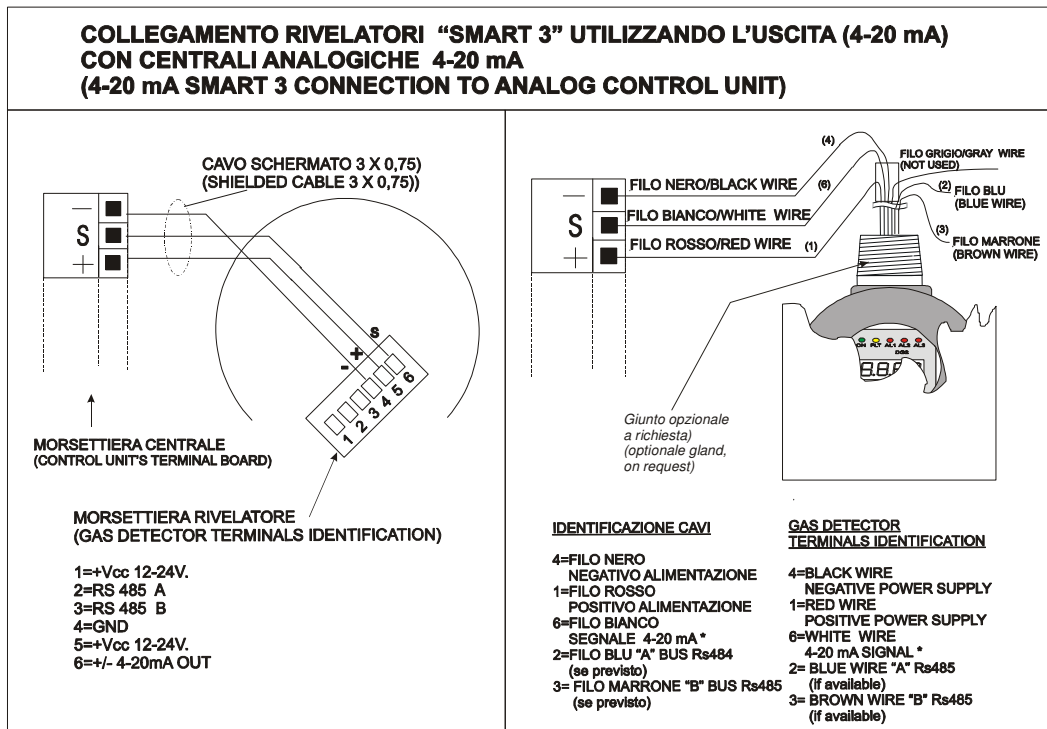 COLLEGAMENTO RIVELATORI “SMART 3” UTILIZZANDO L’USCITA (4-20 mA)
CON CENTRALI ANALOGICHE 4-20 mA
(4-20 mA SMART 3 CONNECTION TO ANALOG CONTROL UNIT)
CAVO SCHERMATO 3 X 0,75)
(SHIELDED CABLE 3 X 0,75))
−
S
+
-
+
S
1
2
3
4
5
6
MORSETTIERA CENTRALE
(CONTROL UNIT'S TERMINAL BOARD)
MORSETTIERA RIVELATORE
(GAS DETECTOR TERMINALS IDENTIFICATION)
1=+Vcc 12-24V.
2=RS 485 A
3=RS 485 B
4=GND
5=+Vcc 12-24V.
6=+/- 4-20mA OUT
(4)
FILO GRIGIO/GRAY WIRE
(NOT USED)
−
FILO NERO/BLACK WIRE
(6)
(2)
FILO BLU
(BLUE WIRE)
S
FILO BIANCO/WHITE WIRE
(3)
+
FILO ROSSO/RED WIRE
(1)
FILO MARRONE
(BROWN WIRE)
ON FLT AL1 AL2 AL3
Giunto opzionale
a richiesta)
(optionale gland,
on request)
IDENTIFICAZIONE CAVI
4=FILO NERO
NEGATIVO ALIMENTAZIONE
1=FILO ROSSO
POSITIVO ALIMENTAZIONE
6=FILO BIANCO
SEGNALE 4-20 mA *
2=FILO BLU “A” BUS Rs484
(se previsto)
3= FILO MARRONE “B” BUS Rs485
(se previsto)
GAS DETECTOR
TERMINALS IDENTIFICATION
4=BLACK WIRE
NEGATIVE POWER SUPPLY
1=RED WIRE
POSITIVE POWER SUPPLY
6=WHITE WIRE
4-20 mA SIGNAL *
2= BLUE WIRE “A” Rs485
(if available)
3= BROWN WIRE “B” Rs485
(if available)